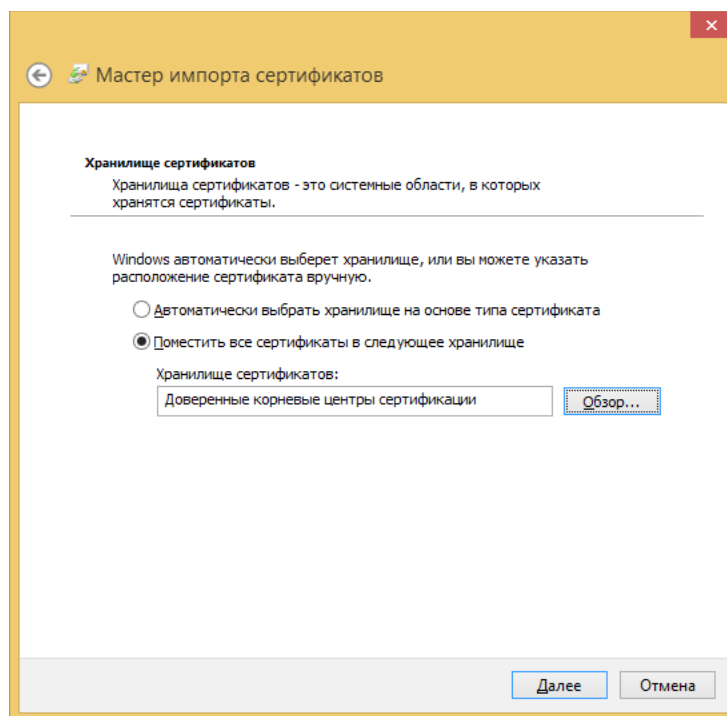 Мастер импорта сертификатов
Хранилище сертификатов
Хранилища сертификатов - это системные области, в которых
хранятся сертификаты.
Windows автоматически выберет хранилище, или вы можете указать
расположение сертификата вручную.
Автоматически выбрать хранилище на основе типа сертификата
Поместить все сертификаты в следующее хранилище
Хранилище сертификатов:
Доверенные корневые центры сертификации
Обзор...
Далее
Отмена